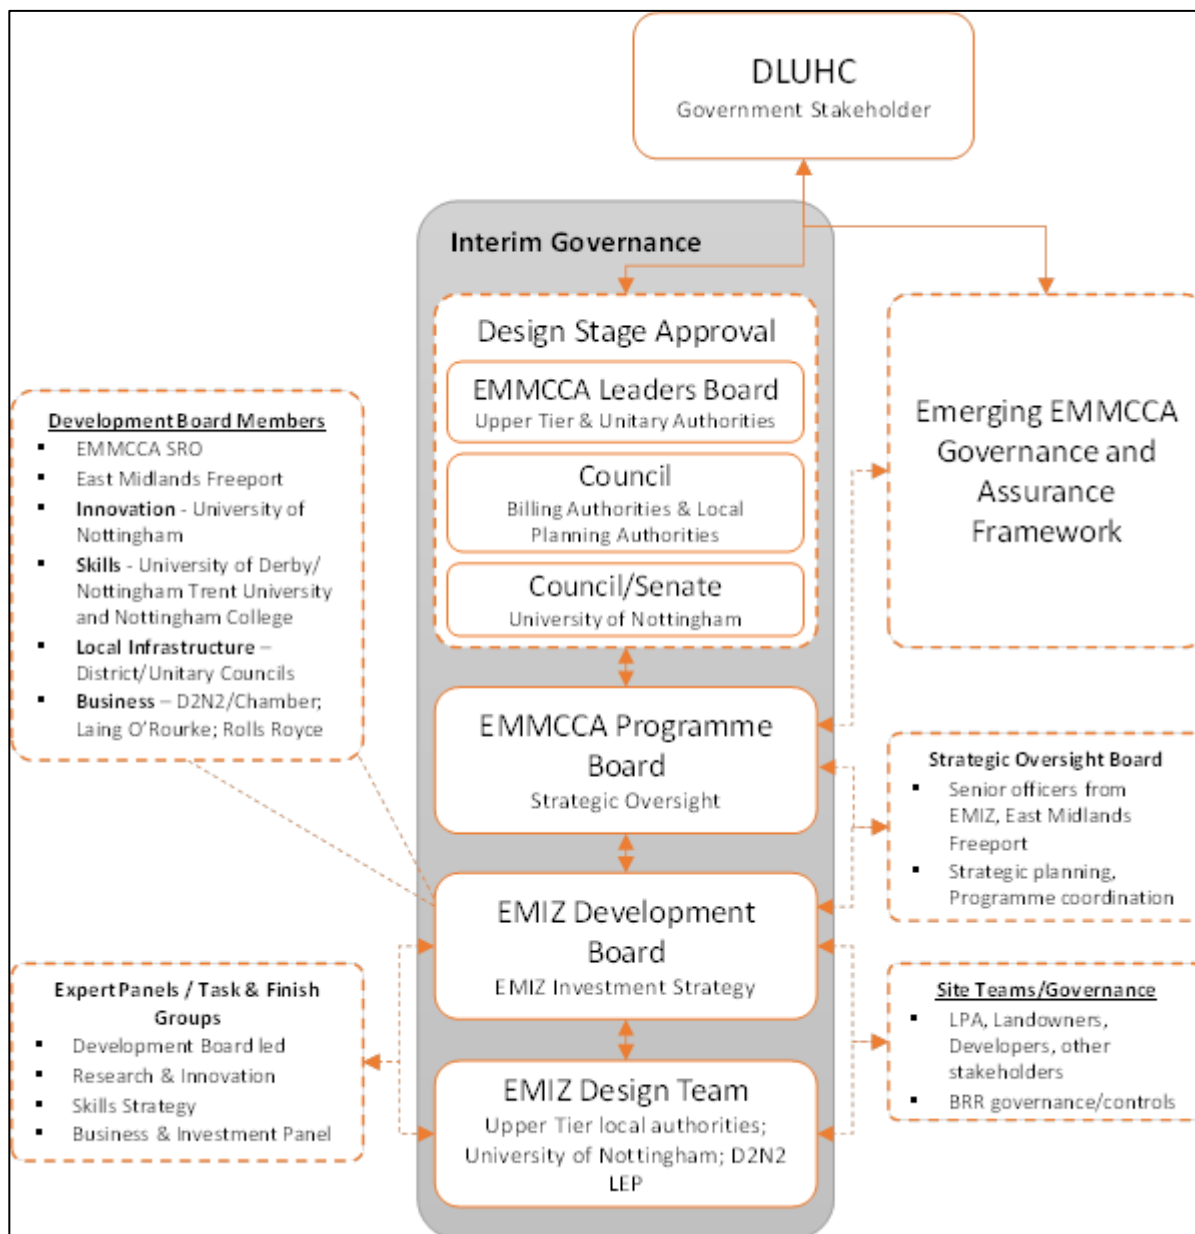 DLUHC
Government Stakeholder
Interim Governance
Design Stage Approval
EMMCCA Leaders Board
Upper Tier & Unitary Authorities
Council
Billing Authorities & Local
Planning Authorities
Council/Senate
University of Nottingham
Emerging EMMCCA
Governance and
Assurance
Framework
Development Board Members
▪ EMMCCA SRO
▪ East Midlands Freeport
▪ Innovation - University of
Nottingham
▪ Skills - University of Derby/
Nottingham Trent University
and Nottingham College
▪ Local Infrastructure –
District/Unitary Councils
▪ Business – D2N2/Chamber;
Laing O'Rourke; Rolls Royce
EMMCCA Programme
Board
Strategic Oversight
Strategic Oversight Board
▪ Senior officers from
EMIZ, East Midlands
Freeport
▪ Strategic planning,
Programme coordination
EMIZ Development
Board
EMIZ Investment Strategy
Expert Panels / Task & Finish
Groups
▪ Development Board led
▪ Research & Innovation
▪ Skills Strategy
▪ Business & Investment Panel
EMIZ Design Team
Upper Tier local authorities;
University of Nottingham; D2N2
LEP
Site Teams/Governance
▪ LPA, Landowners,
Developers, other
stakeholders
▪ BRR governance/controls